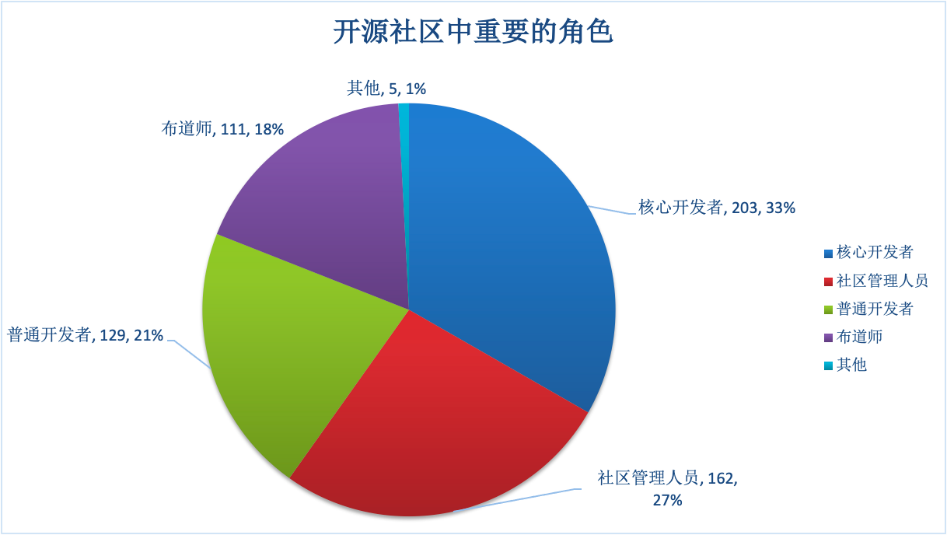 开源社区中重要的角色
其他, 5, 1%
布道师, 111, 18%
核心开发者, 203, 33%
普通开发者, 129, 21%
社区管理人员, 162,
27%
核心开发者
社区管理人员
普通开发者
布道师
其他